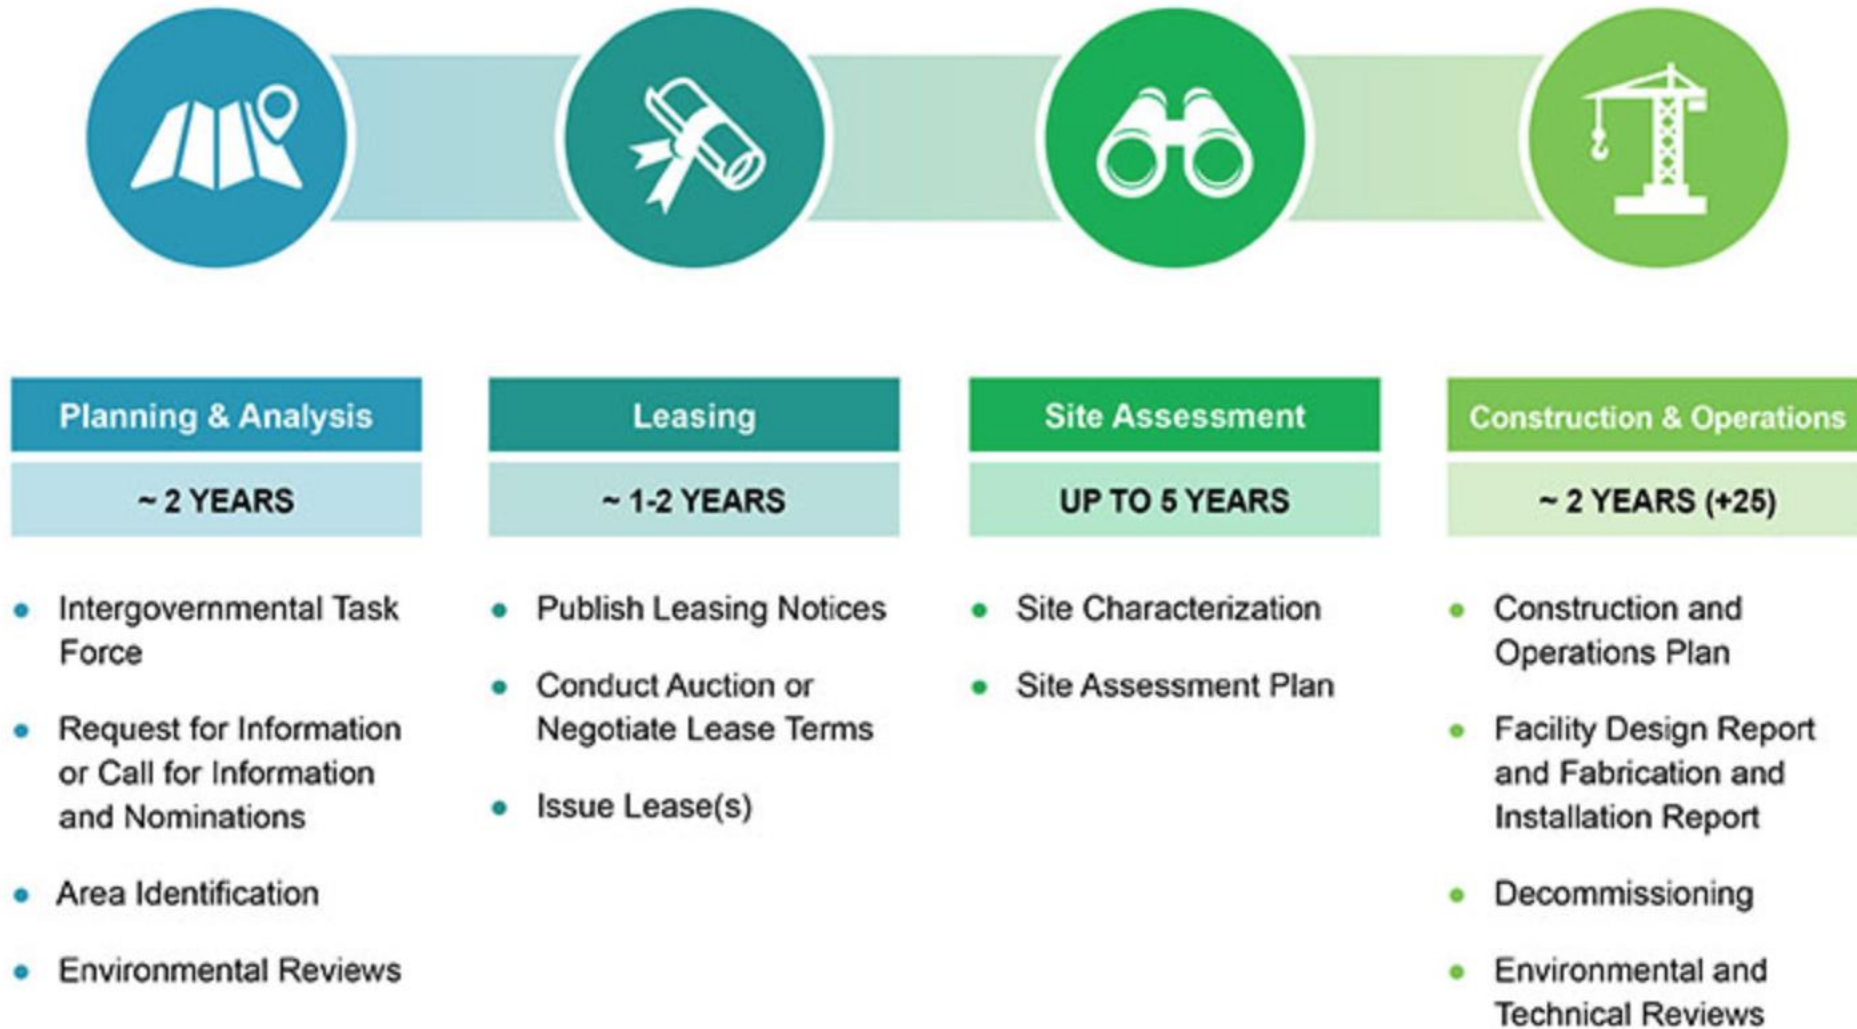 Planning & Analysis
~ 2 YEARS
• Intergovernmental Task
Force
• Request for Information
or Call for Information
and Nominations
• Area Identification
• Environmental Reviews
Leasing
~ 1-2 YEARS
• Publish Leasing Notices
• Conduct Auction or
Negotiate Lease Terms
• Issue Lease(s)
Site Assessment
UP TO 5 YEARS
• Site Characterization
• Site Assessment Plan
Construction & Operations
~ 2 YEARS (+25)
• Construction and
Operations Plan
• Facility Design Report
and Fabrication and
Installation Report
• Decommissioning
• Environmental and
Technical Reviews